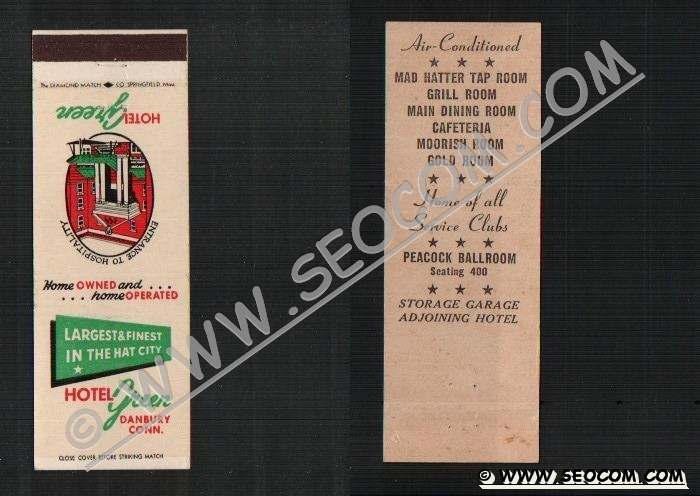 The DIAMOND MATCH CO SPRINGFIELD, MASS.
HOTEL
Green
ENTRANCE TO HOSPITALITY
Home OWNED and ...
... home OPERATED
LARGEST & FINEST
IN THE HAT CITY
HOTEL Green
DANBURY
CONN.
CLOSE COVER BEFORE STRIKING MATCH
Air-Conditioned
MAD HATTER TAP ROOM
GRILL ROOM
MAIN DINING ROOM
CAFETERIA
MOORISH ROOM
GOLD ROOM
Home of all
Service Clubs
PEACOCK BALLROOM
Seating 400
STORAGE GARAGE
ADJOINING HOTEL
© WWW.SEOCOM.COM
© WWW.SEOCOM.COM